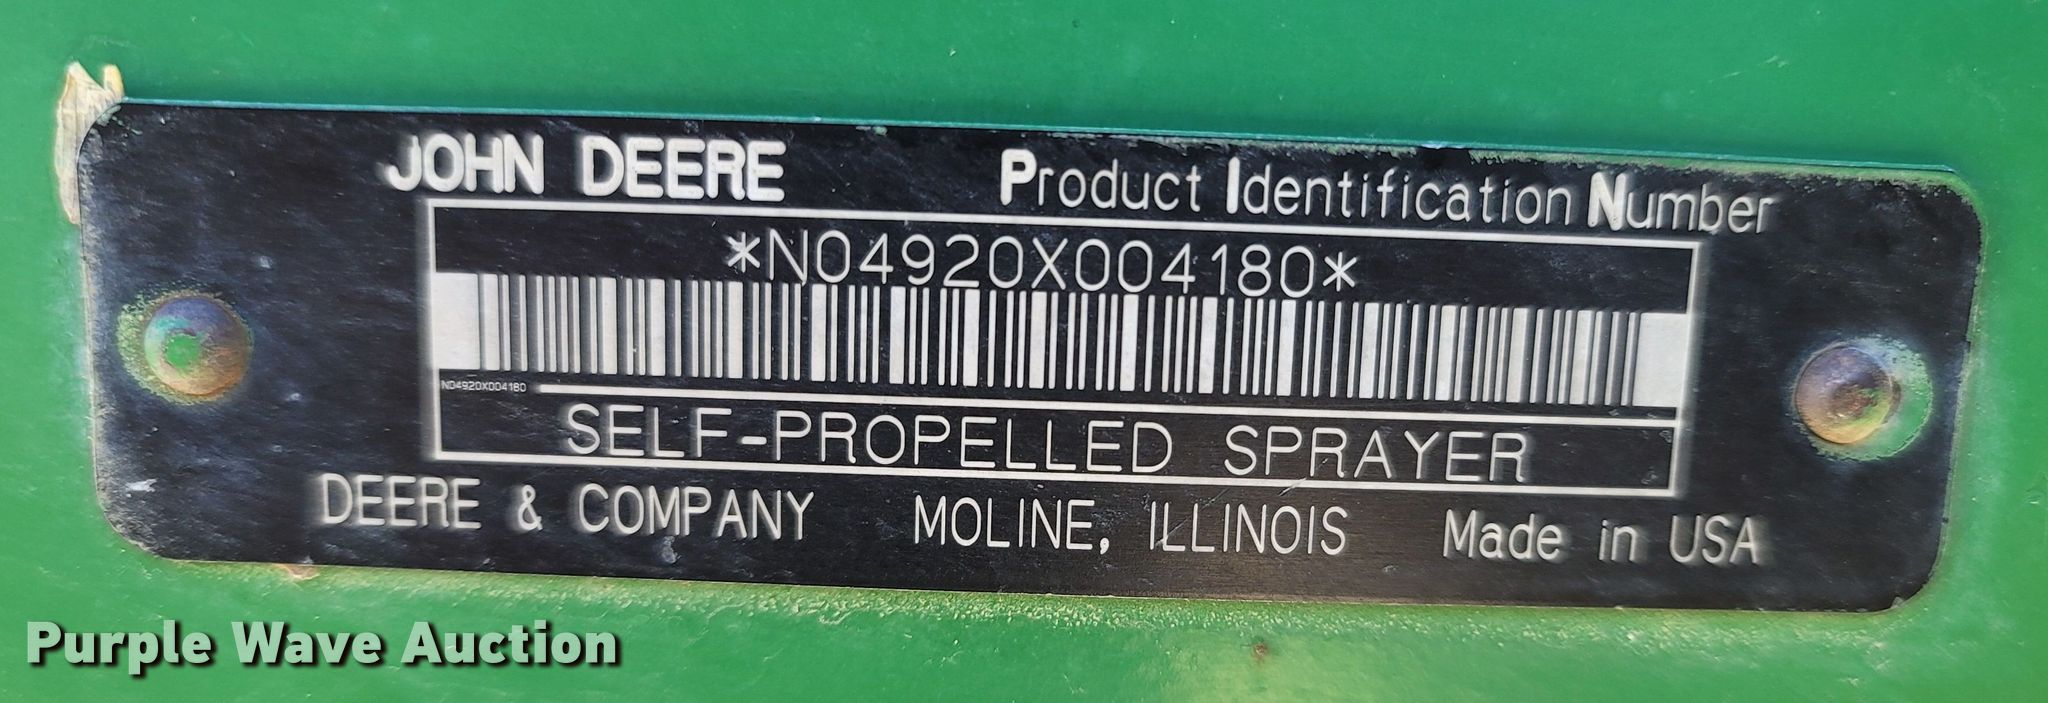 JOHN DEERE Product Identification Number
*N04920X004180*
N04920X004180
SELF-PROPELLED SPRAYER
DEERE & COMPANY MOLINE, ILLINOIS Made in USA
Purple Wave Auction